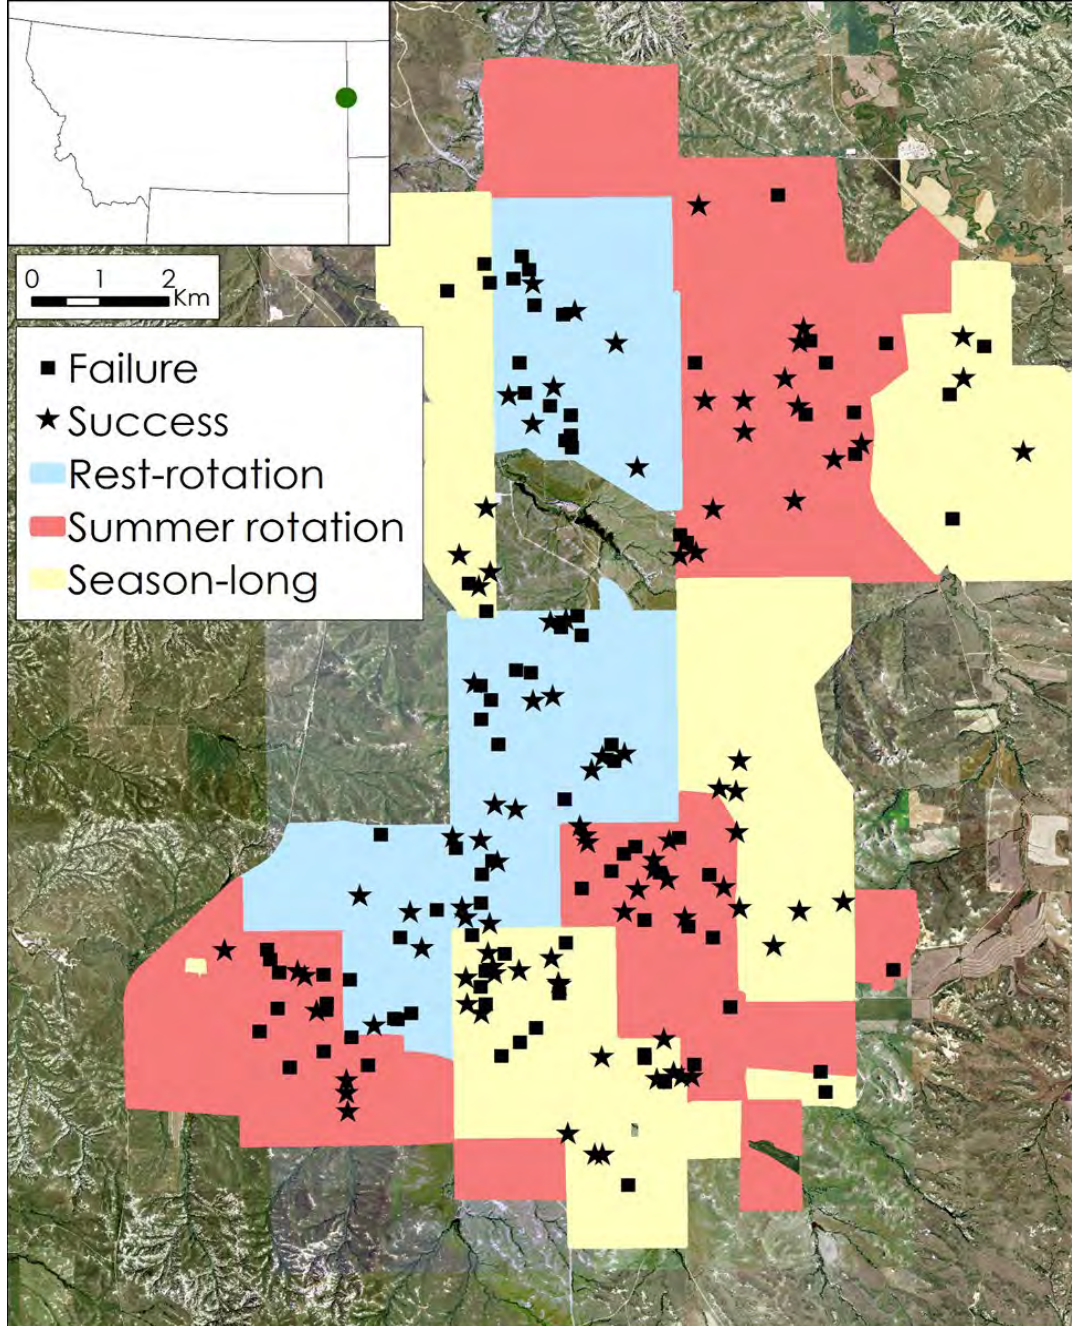 0 1 2
Km
Failure
Success
Rest-rotation
Summer rotation
Season-long